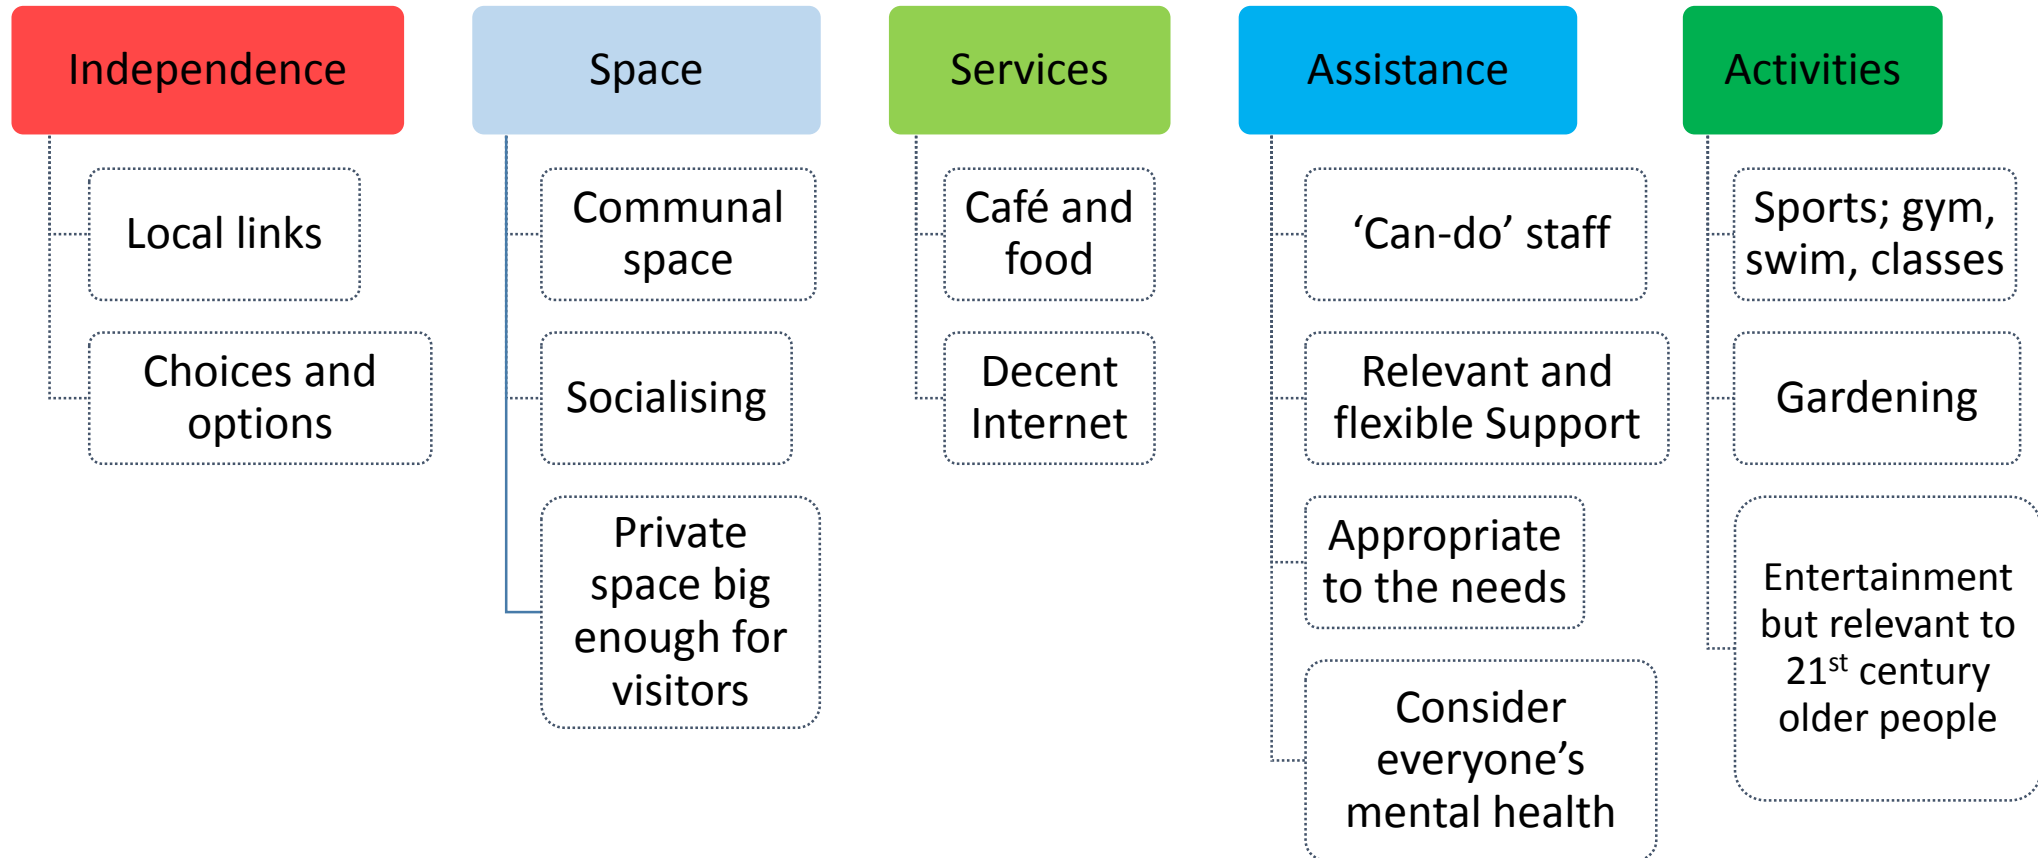 Independence
Local links
Choices and
options
Space
Communal
space
Socialising
Private
space big
enough for
visitors
Services
Café and
food
Decent
Internet
Assistance
‘Can-do’ staff
Relevant and
flexible Support
Appropriate
to the needs
Consider
everyone’s
mental health
Activities
Sports; gym,
swim, classes
Gardening
Entertainment
but relevant to
21st century
older people